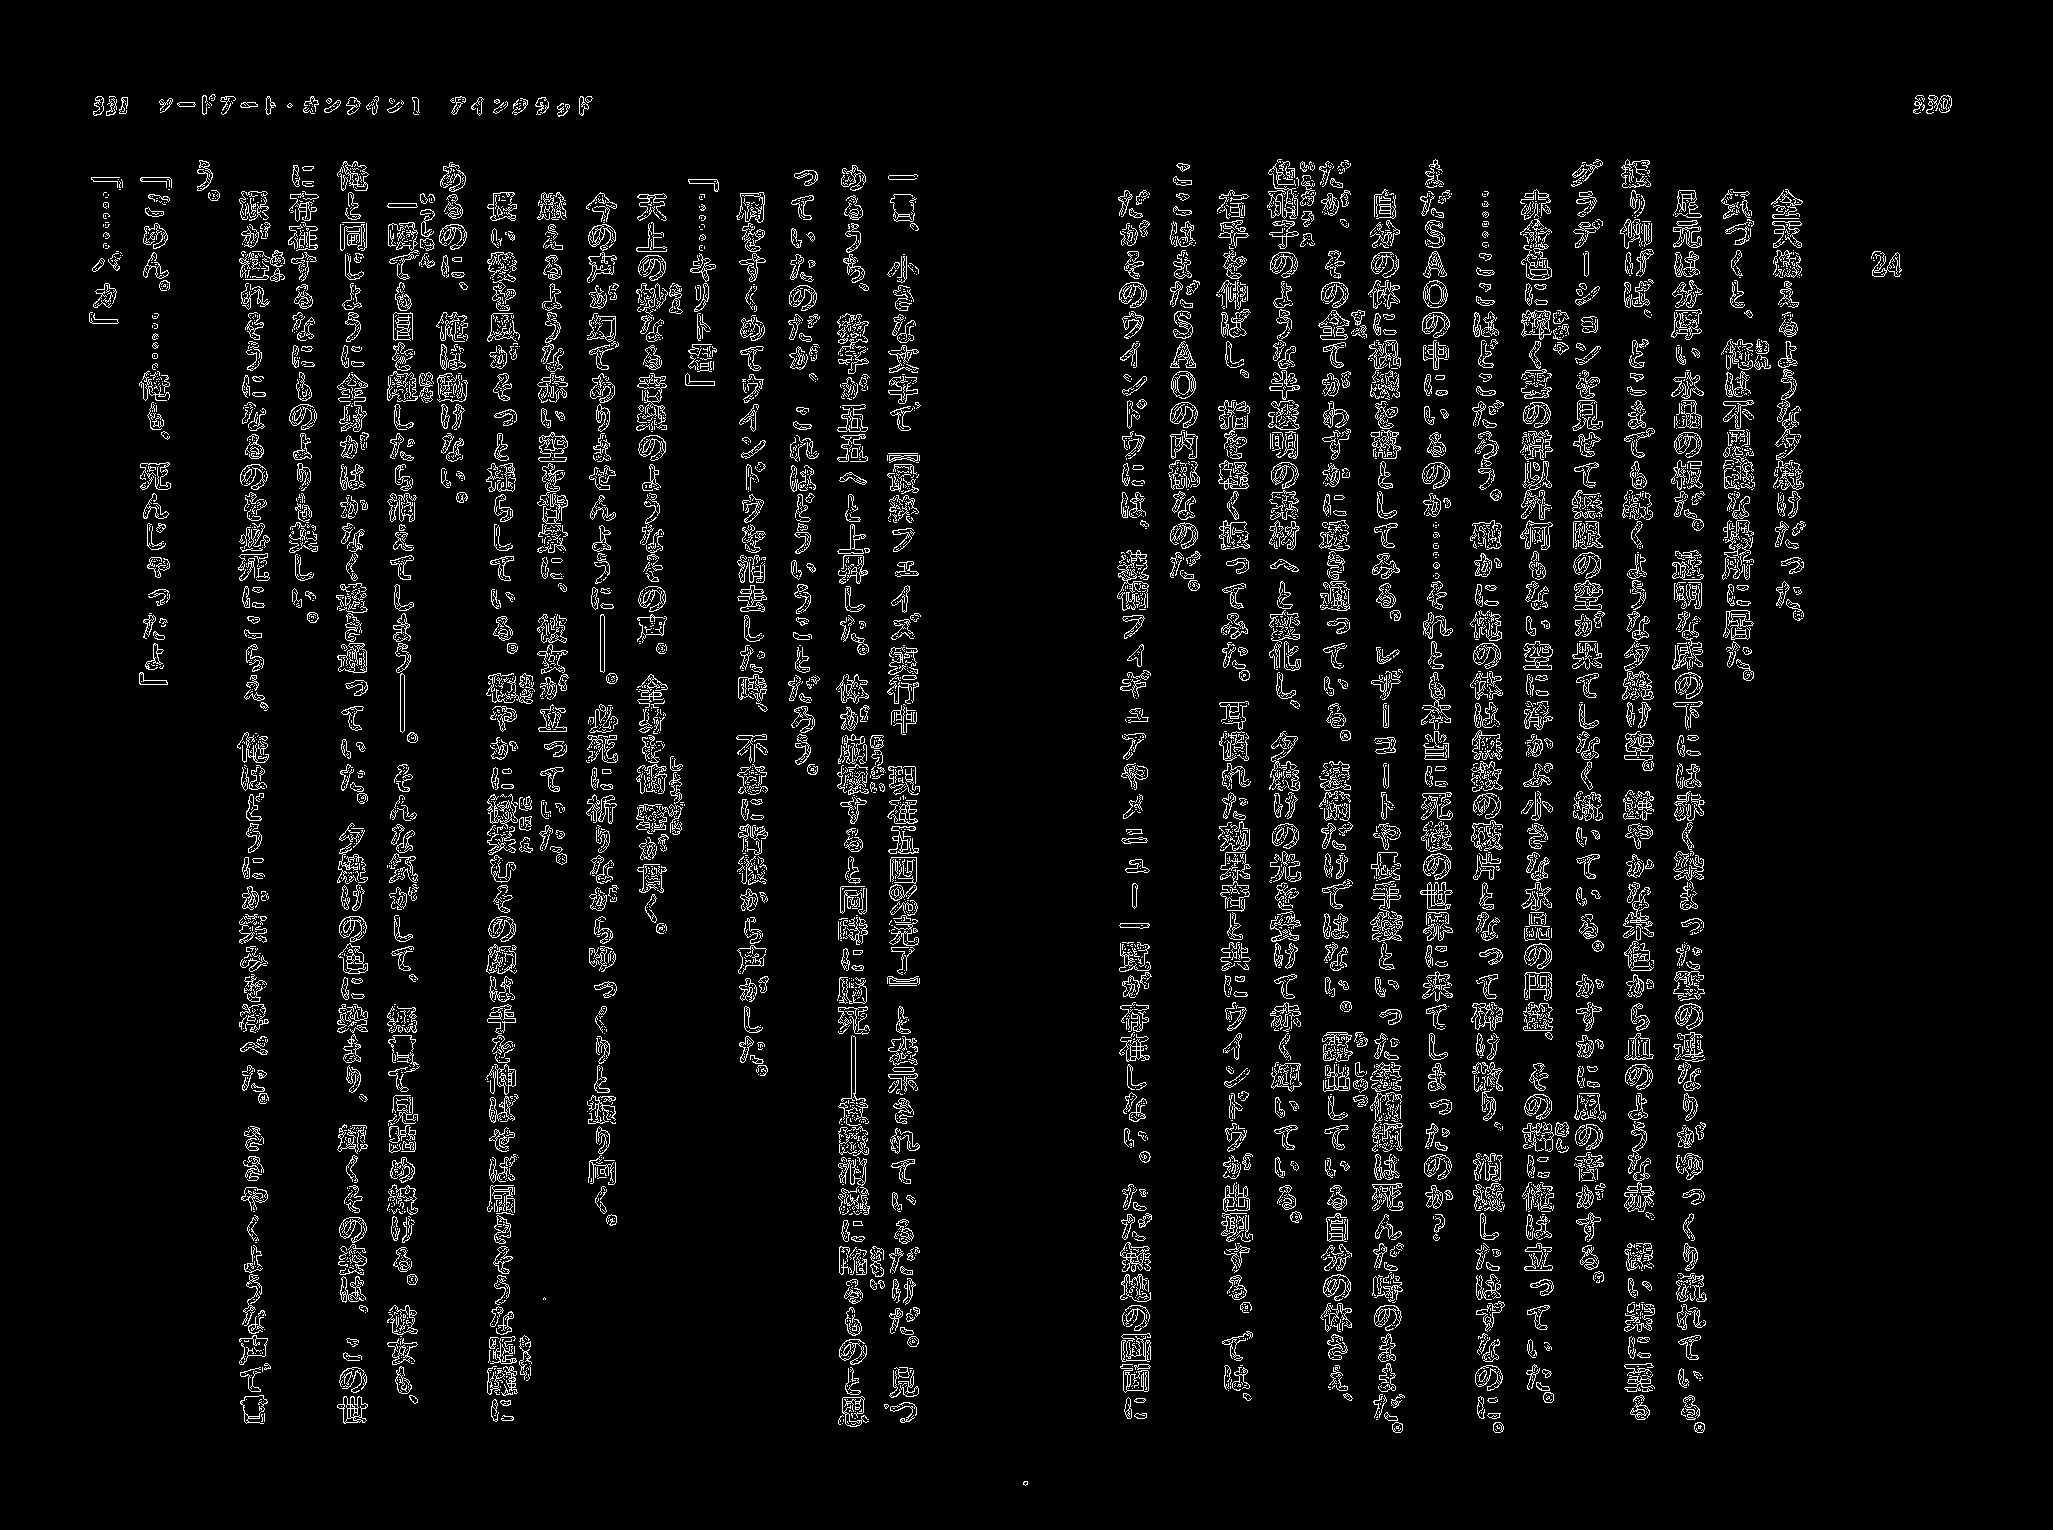 330
24
全天燃えるような夕焼けだった。
気づくと、俺は不思議な場所に居た。
足元は分厚い水晶の板だ。透明な床の下には赤く染まった雲の連なりがゆっくり流れている。
振り仰げば、どこまでも続くような夕焼け空。鮮やかな朱色から血のような赤、深い紫に至る
グラデーションを見せて無限の空が果てしなく続いている。かすかに風の音がする。
赤金色に輝く雲の群以外何もない空に浮かぶ小さな水晶の円盤、その端に俺は立っていた。
……ここはどこだろう。確かに俺の体は無数の破片となって砕け散り、消滅したはずなのに。
まだSAOの中にいるのか……それとも本当に死後の世界に来てしまったのか?
自分の体に視線を落としてみる。レザーコートや長手袋といった装備類は死んだ時のままだ。
だが、その全てがわずかに透き通っている。装備だけではない。露出している自分の体さえ、
色硝子のような半透明の素材へと変化し、夕焼けの光を受けて赤く輝いている。
右手を伸ばし、指を軽く振ってみた。耳慣れた効果音と共にウインドウが出現する。では、
ここはまだSAOの内部なのだ。
だがそのウインドウには、装備フィギュアやメニュー一覧が存在しない。ただ無地の画面に
331 ソードアート・オンライン1 アインクラッド
一言、小さな文字で『最終フェイズ実行中 現在五四%完了』と表示されているだけだ。見つ
めるうち、数字が五五へと上昇した。体が崩壊すると同時に脳死――意識消滅に陥るものと思
っていたのだが、これはどういうことだろう。
肩をすくめてウインドウを消去した時、不意に背後から声がした。
「……キリト君」
天上の妙なる音楽のようなその声。全身を衝撃が貫く。
今の声が幻でありませんように――。必死に祈りながらゆっくりと振り向く。
燃えるような赤い空を背景に、彼女が立っていた。
長い髪を風がそっと揺らしている。穏やかに微笑むその顔は手を伸ばせば届きそうな距離に
あるのに、俺は動けない。
一瞬でも目を離したら消えてしまう――。そんな気がして、無言で見詰め続ける。彼女も、
俺と同じように全身がはかなく透き通っていた。夕焼けの色に染まり、輝くその姿は、この世
に存在するなにものよりも美しい。
涙が溢れそうになるのを必死にこらえ、俺はどうにか笑みを浮べた。ささやくような声で言
う。
「ごめん。……俺も、死んじゃったよ」
「……バカ」